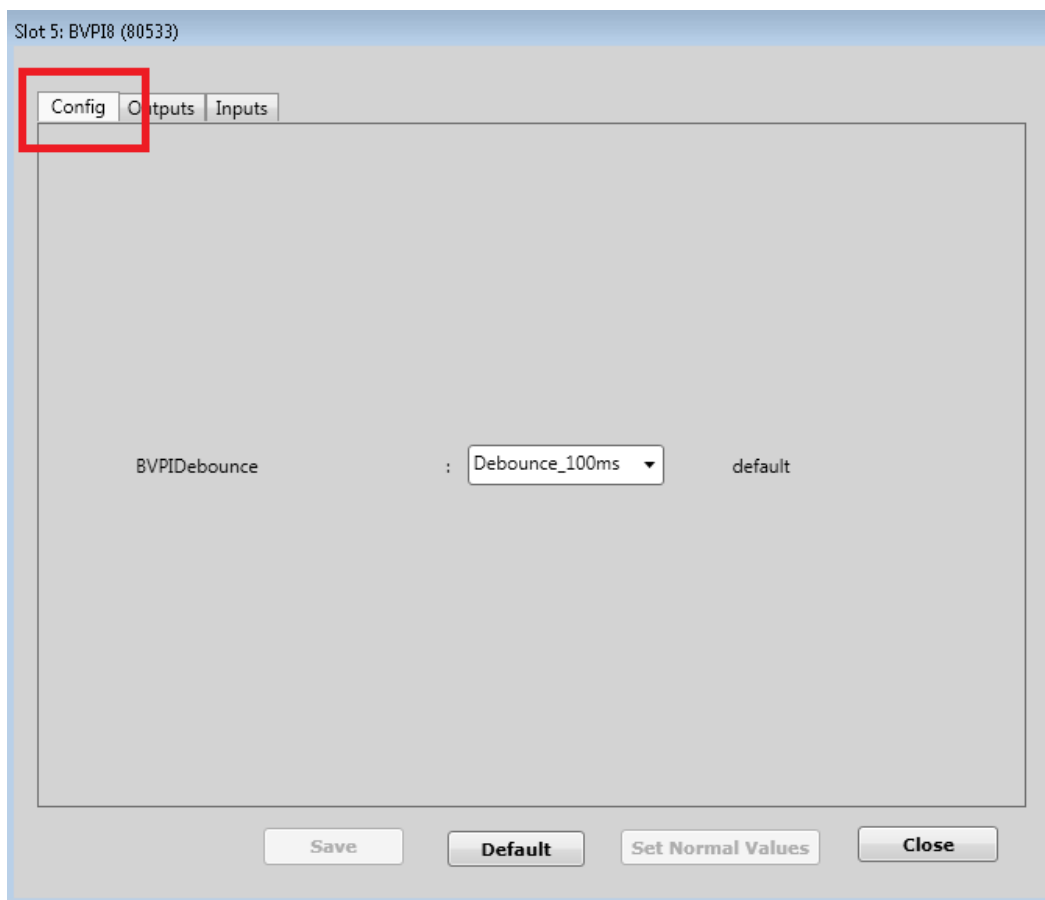 Slot 5: BVPI8 (80533)
Config Outputs Inputs
BVPIDebounce : Debounce_100ms default
Save Default Set Normal Values Close